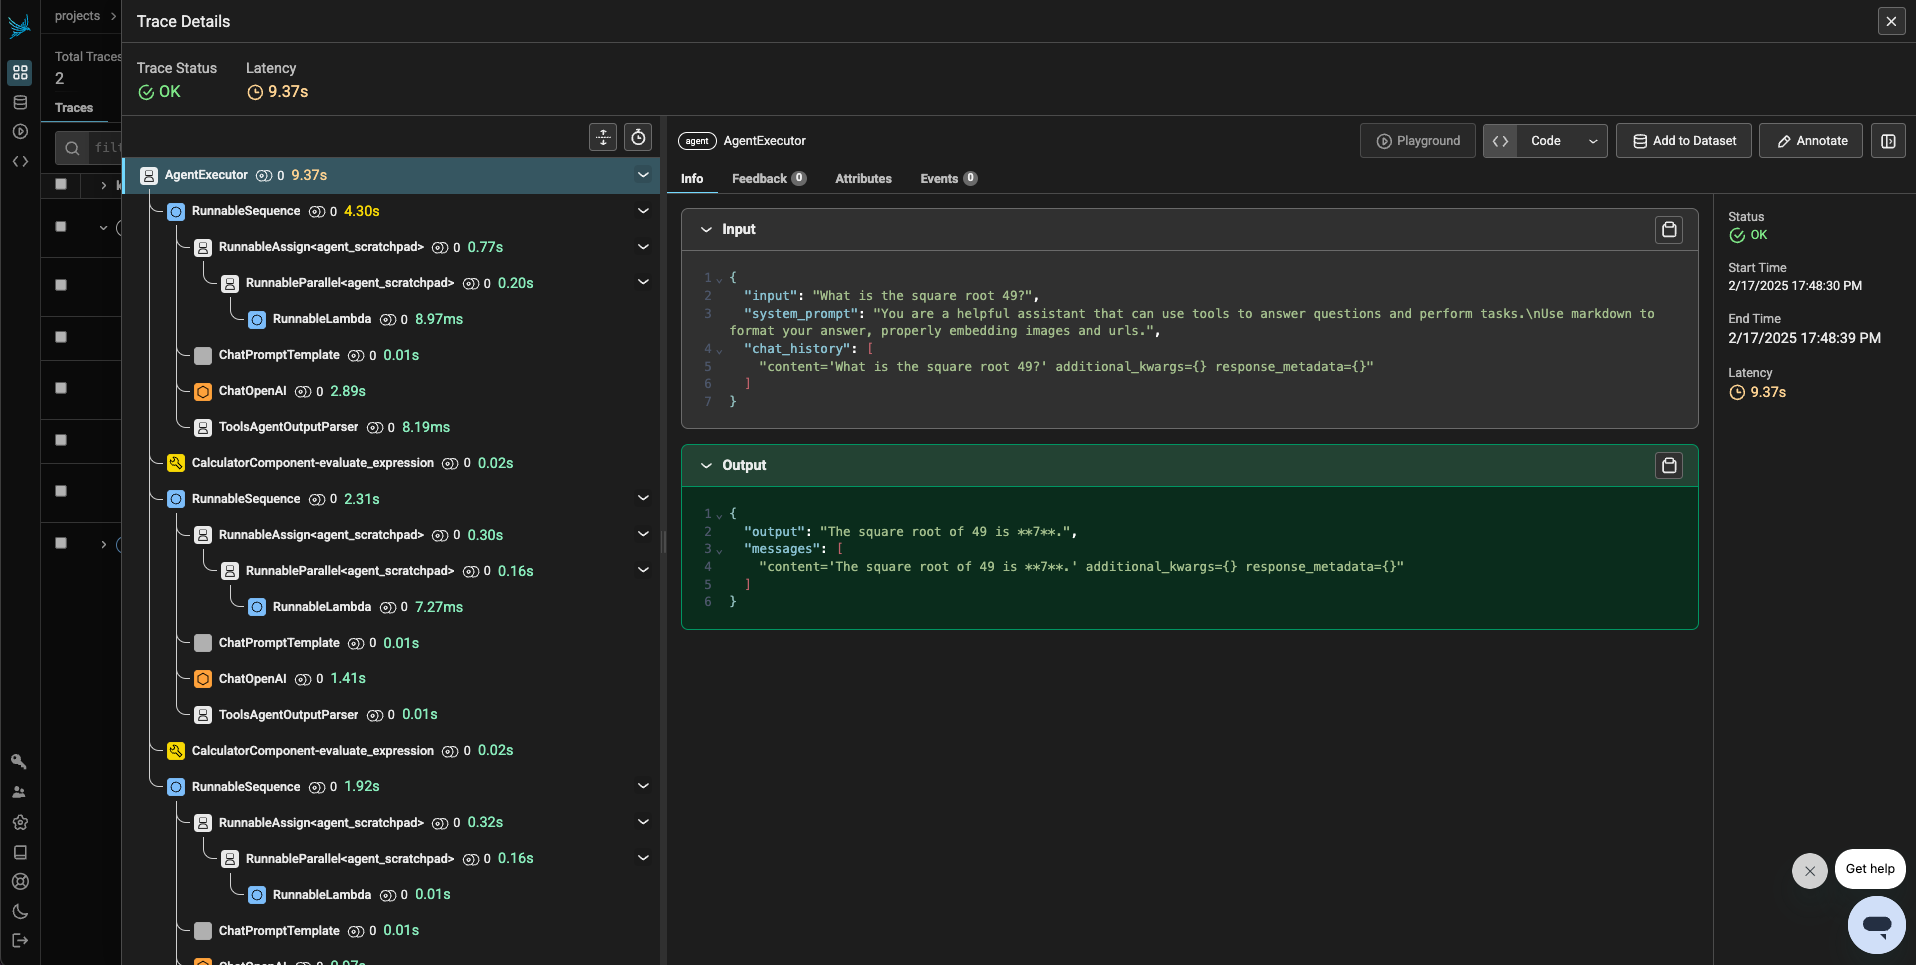 projects
Total Traces
2
Traces
filt
Trace Details
Trace Status
OK
Latency
9.37s
AgentExecutor 0 9.37s
RunnableSequence 0 4.30s
RunnableAssign<agent_scratchpad> 0 0.77s
RunnableParallel<agent_scratchpad> 0 0.20s
RunnableLambda 0 8.97ms
ChatPromptTemplate 0 0.01s
ChatOpenAI 0 2.89s
ToolsAgentOutputParser 0 8.19ms
CalculatorComponent-evaluate_expression 0 0.02s
RunnableSequence 0 2.31s
RunnableAssign<agent_scratchpad> 0 0.30s
RunnableParallel<agent_scratchpad> 0 0.16s
RunnableLambda 0 7.27ms
ChatPromptTemplate 0 0.01s
ChatOpenAI 0 1.41s
ToolsAgentOutputParser 0 0.01s
CalculatorComponent-evaluate_expression 0 0.02s
RunnableSequence 0 1.92s
RunnableAssign<agent_scratchpad> 0 0.32s
RunnableParallel<agent_scratchpad> 0 0.16s
RunnableLambda 0 0.01s
ChatPromptTemplate 0 0.01s
ChatOpenAI 0 0.97s
agent AgentExecutor
Playground
Code
Add to Dataset
Annotate
Info
Feedback 0
Attributes
Events 0
Input
1 {
2 "input": "What is the square root 49?",
3 "system_prompt": "You are a helpful assistant that can use tools to answer questions and perform tasks.\nUse markdown to
format your answer, properly embedding images and urls.",
4 "chat_history": [
5 "content='What is the square root 49?' additional_kwargs={} response_metadata={}"
6 ]
7 }
Output
1 {
2 "output": "The square root of 49 is **7**.",
3 "messages": [
4 "content='The square root of 49 is **7**.' additional_kwargs={} response_metadata={}"
5 ]
6 }
Status
OK
Start Time
2/17/2025 17:48:30 PM
End Time
2/17/2025 17:48:39 PM
Latency
9.37s
Get help